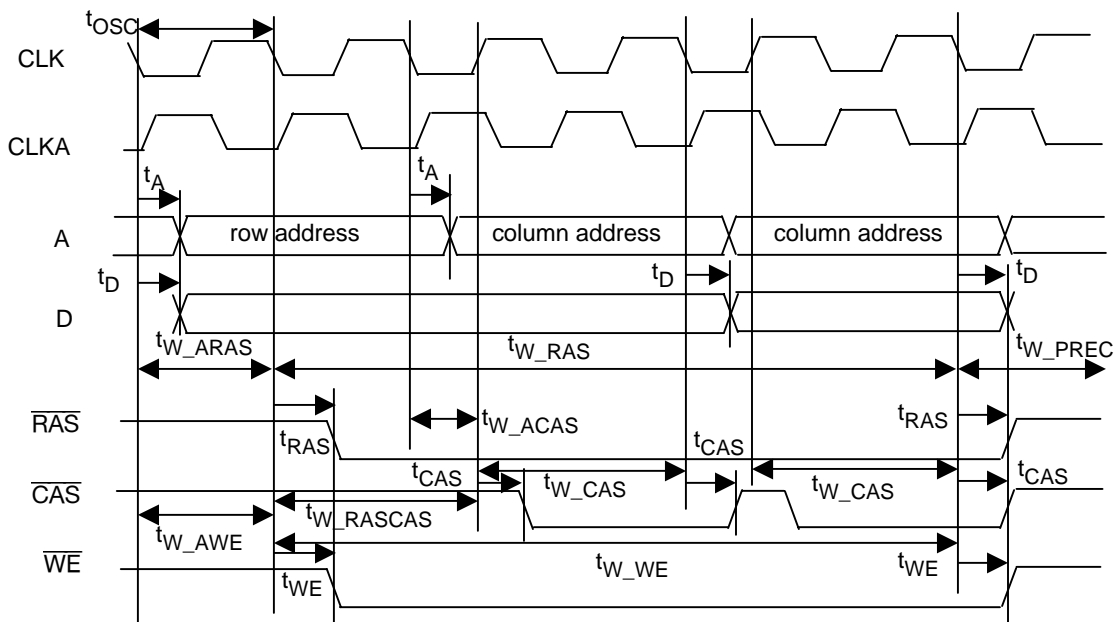 tOSC
CLK
CLKA
tA tA
A row address column address column address
tD tD tD
D
tW_ARAS tW_RAS tW_PREC
RAS tRAS tW_ACAS tCAS tRAS
CAS tCAS tW_CAS tW_CAS tCAS
tW_AWE tW_RASCAS
WE tWE tW_WE tWE